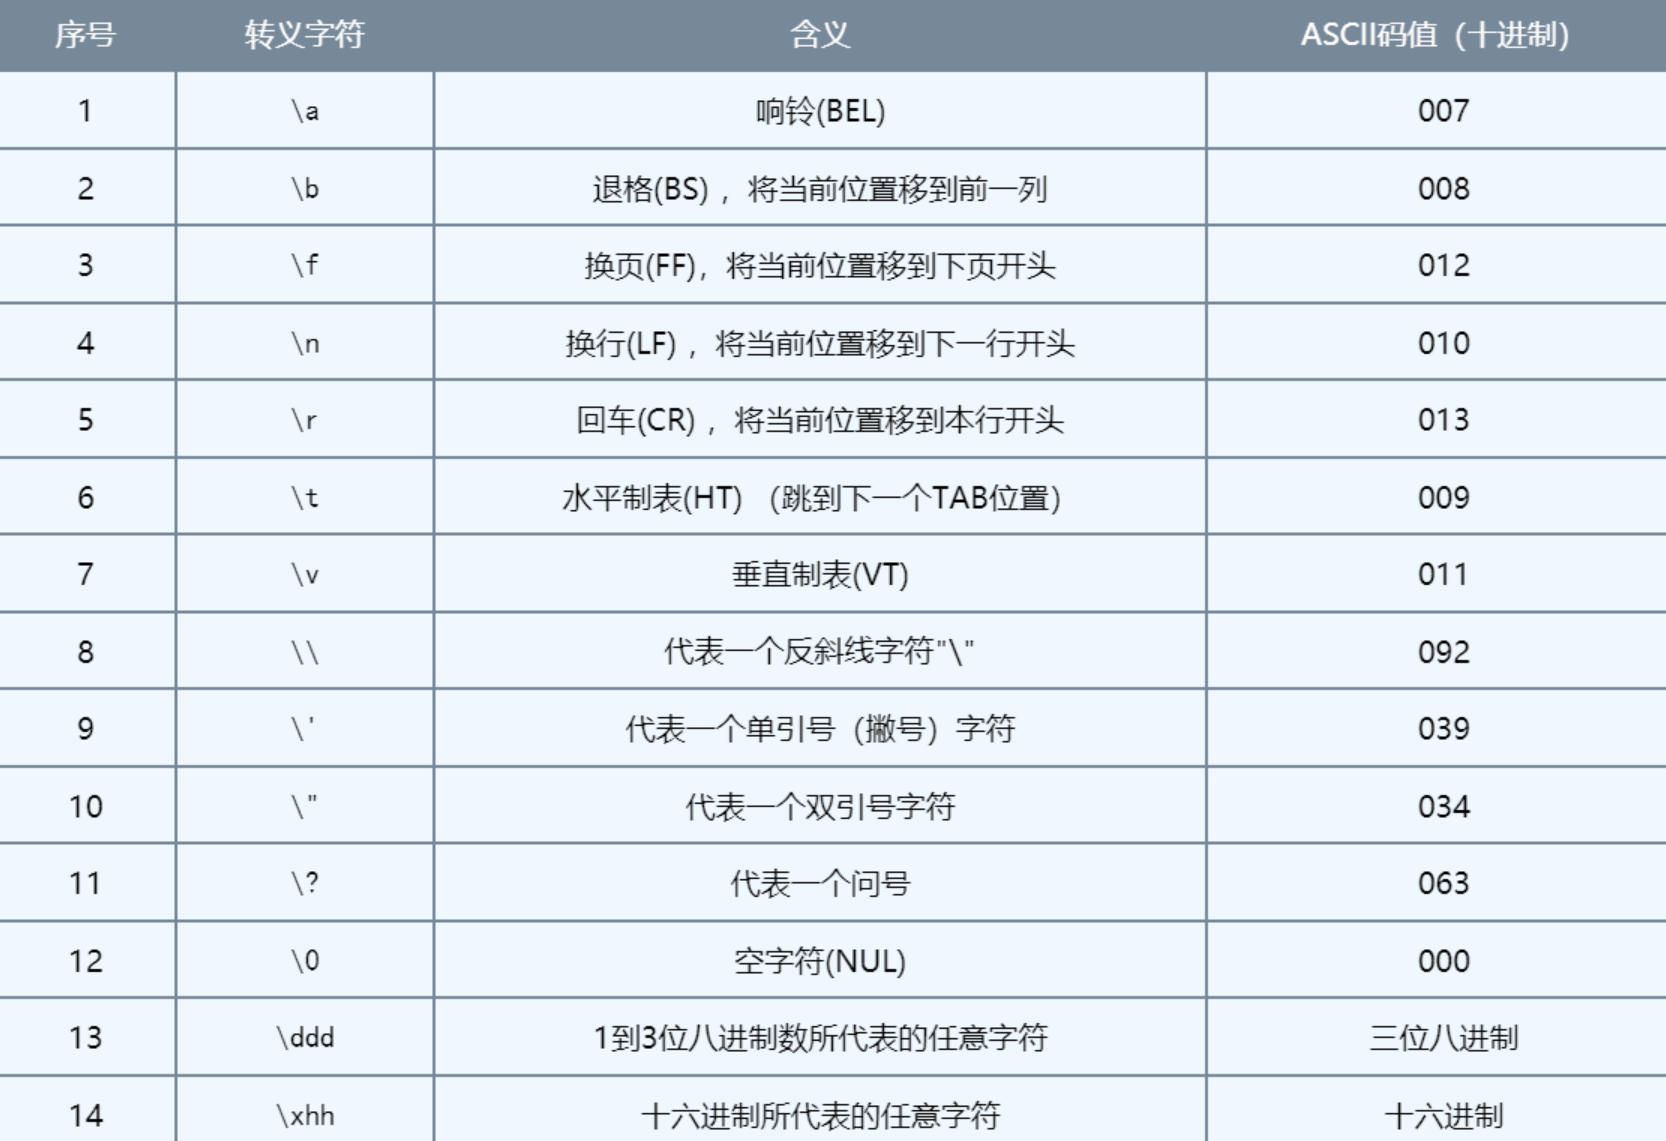 序号 转义字符 含义 ASCII码值（十进制）
1 \a 响铃(BEL) 007
2 \b 退格(BS) ，将当前位置移到前一列 008
3 \f 换页(FF)，将当前位置移到下页开头 012
4 \n 换行(LF) ，将当前位置移到下一行开头 010
5 \r 回车(CR) ，将当前位置移到本行开头 013
6 \t 水平制表(HT) （跳到下一个TAB位置） 009
7 \v 垂直制表(VT) 011
8 \\ 代表一个反斜线字符"\" 092
9 \' 代表一个单引号（撇号）字符 039
10 \" 代表一个双引号字符 034
11 \? 代表一个问号 063
12 \0 空字符(NUL) 000
13 \ddd 1到3位八进制数所代表的任意字符 三位八进制
14 \xhh 十六进制所代表的任意字符 十六进制